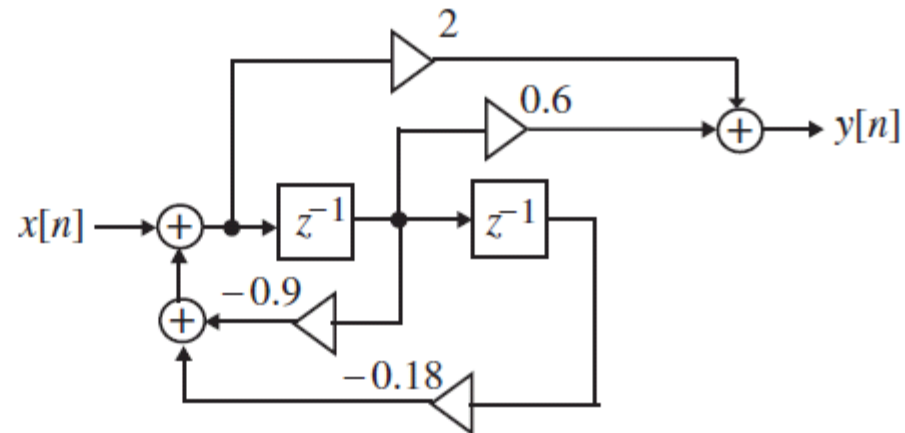 2
0.6
+ y[n]
x[n] + z⁻¹ z⁻¹
−0.9
+
−0.18